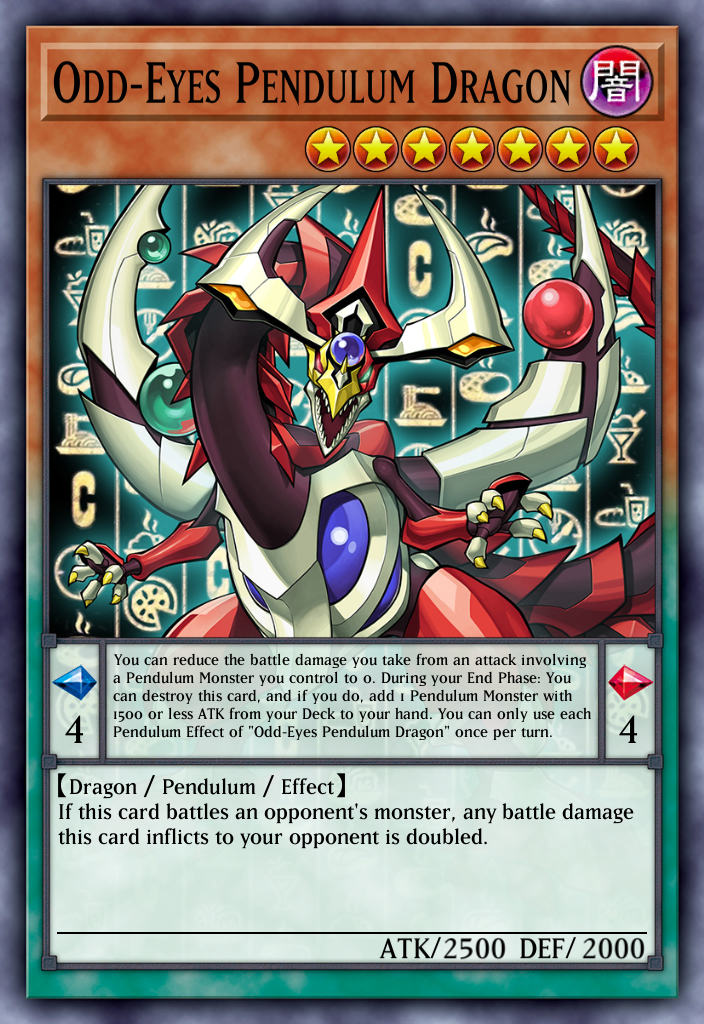 Odd-Eyes Pendulum Dragon
闇
C
C
C
4
You can reduce the battle damage you take from an attack involving
a Pendulum Monster you control to 0. During your End Phase: You
can destroy this card, and if you do, add 1 Pendulum Monster with
1500 or less ATK from your Deck to your hand. You can only use each
Pendulum Effect of "Odd-Eyes Pendulum Dragon" once per turn.
4
【Dragon / Pendulum / Effect】
If this card battles an opponent's monster, any battle damage
this card inflicts to your opponent is doubled.
ATK/2500 DEF/2000